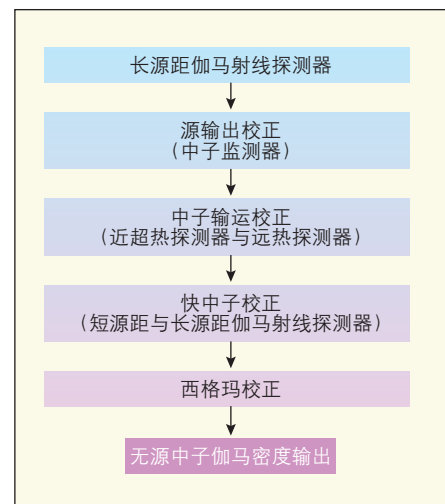 长源距伽马射线探测器
源输出校正
(中子监测器)
中子输运校正
(近超热探测器与远热探测器)
快中子校正
(短源距与长源距伽马射线探测器)
西格玛校正
无源中子伽马密度输出